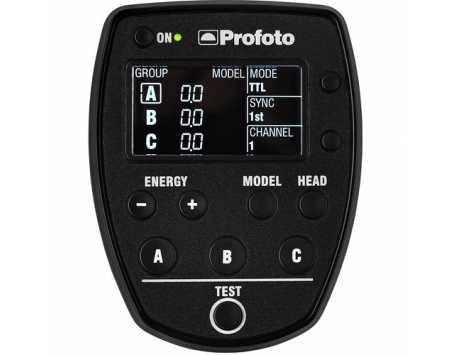 ON Profoto
GROUP MODEL MODE
A 0.0 TTL
B 0.0 SYNC
1st
C 0.0 CHANNEL
1
ENERGY MODEL HEAD
- +
A B C
TEST